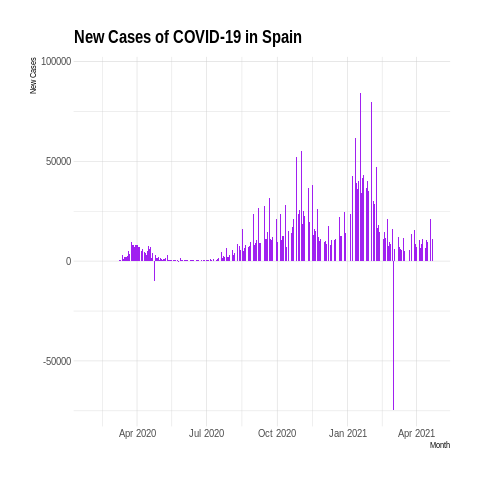 New Cases of COVID-19 in Spain
New Cases
100000
50000
0
-50000
Apr 2020 Jul 2020 Oct 2020 Jan 2021 Apr 2021
Month